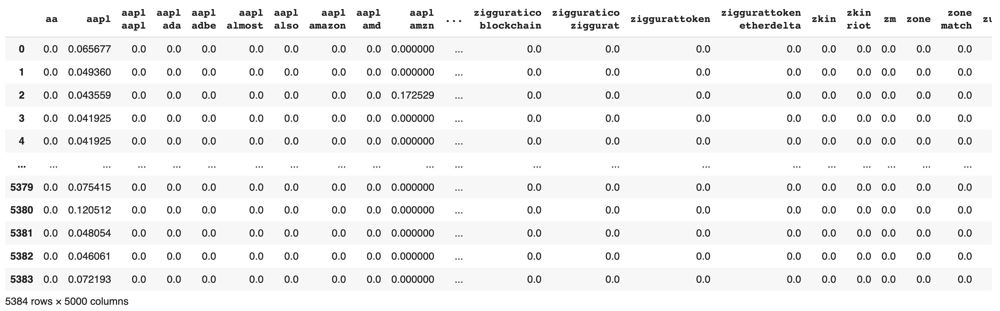 aa aapl aapl aapl aapl ada aapl adbe aapl almost aapl also aapl amazon aapl amd aapl amzn ... zigguratico blockchain zigguratico ziggurat ziggurattoken ziggurattoken etherdelta zkin zkin riot zm zone zone match zu
0 0.0 0.065677 0.0 0.0 0.0 0.0 0.0 0.0 0.0 0.000000 ... 0.0 0.0 0.0 0.0 0.0 0.0 0.0 0.0 0.0
1 0.0 0.049360 0.0 0.0 0.0 0.0 0.0 0.0 0.0 0.000000 ... 0.0 0.0 0.0 0.0 0.0 0.0 0.0 0.0 0.0
2 0.0 0.043559 0.0 0.0 0.0 0.0 0.0 0.0 0.0 0.172529 ... 0.0 0.0 0.0 0.0 0.0 0.0 0.0 0.0 0.0
3 0.0 0.041925 0.0 0.0 0.0 0.0 0.0 0.0 0.0 0.000000 ... 0.0 0.0 0.0 0.0 0.0 0.0 0.0 0.0 0.0
4 0.0 0.041925 0.0 0.0 0.0 0.0 0.0 0.0 0.0 0.000000 ... 0.0 0.0 0.0 0.0 0.0 0.0 0.0 0.0 0.0
... ... ... ... ... ... ... ... ... ... ... ... ... ... ... ... ... ... ... ... ...
5379 0.0 0.075415 0.0 0.0 0.0 0.0 0.0 0.0 0.0 0.000000 ... 0.0 0.0 0.0 0.0 0.0 0.0 0.0 0.0 0.0
5380 0.0 0.120512 0.0 0.0 0.0 0.0 0.0 0.0 0.0 0.000000 ... 0.0 0.0 0.0 0.0 0.0 0.0 0.0 0.0 0.0
5381 0.0 0.048054 0.0 0.0 0.0 0.0 0.0 0.0 0.0 0.000000 ... 0.0 0.0 0.0 0.0 0.0 0.0 0.0 0.0 0.0
5382 0.0 0.046061 0.0 0.0 0.0 0.0 0.0 0.0 0.0 0.000000 ... 0.0 0.0 0.0 0.0 0.0 0.0 0.0 0.0 0.0
5383 0.0 0.072193 0.0 0.0 0.0 0.0 0.0 0.0 0.0 0.000000 ... 0.0 0.0 0.0 0.0 0.0 0.0 0.0 0.0 0.0
5384 rows × 5000 columns